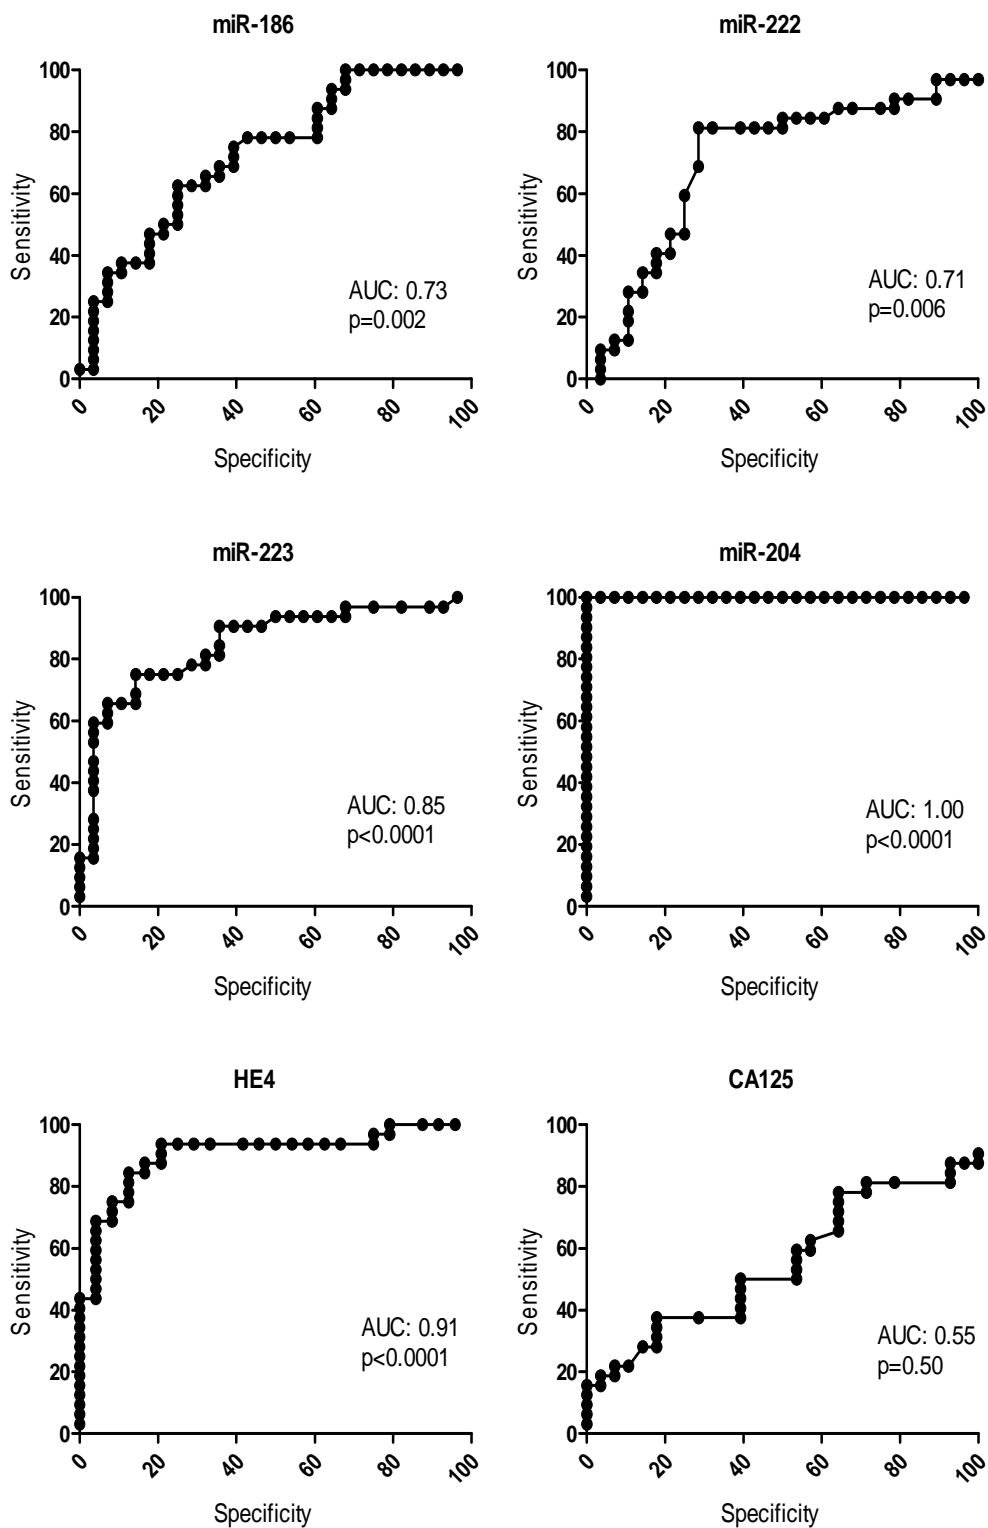 miR-186
100
80
60
40
20
0
Sensitivity
AUC: 0.73
p=0.002
0 20 40 60 80 100
Specificity
miR-222
100
80
60
40
20
0
Sensitivity
AUC: 0.71
p=0.006
0 20 40 60 80 100
Specificity
miR-223
100
80
60
40
20
0
Sensitivity
AUC: 0.85
p<0.0001
0 20 40 60 80 100
Specificity
miR-204
100
80
60
40
20
0
Sensitivity
AUC: 1.00
p<0.0001
0 20 40 60 80 100
Specificity
HE4
100
80
60
40
20
0
Sensitivity
AUC: 0.91
p<0.0001
0 20 40 60 80 100
Specificity
CA125
100
80
60
40
20
0
Sensitivity
AUC: 0.55
p=0.50
0 20 40 60 80 100
Specificity